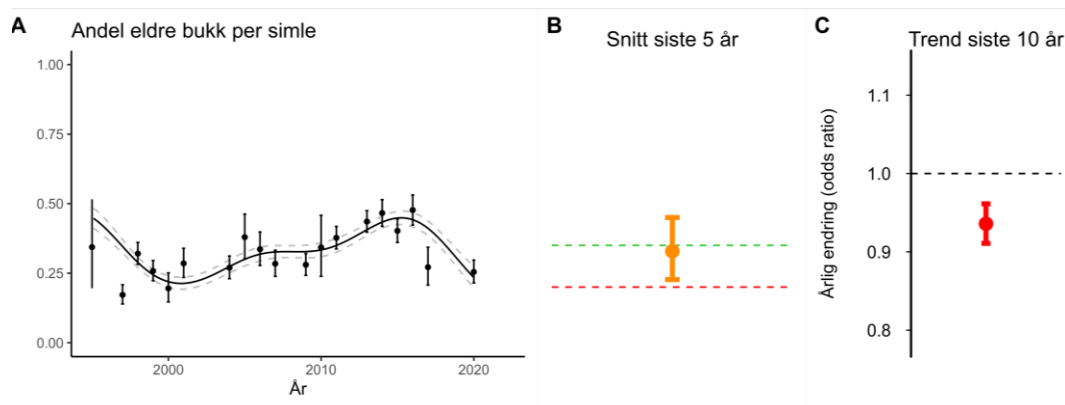 A
Andel eldre bukk per simle
1.00
0.75
0.50
0.25
0.00
2000
2010
2020
År
B
Snitt siste 5 år
C
Trend siste 10 år
Årlig endring (odds ratio)
1.1
1.0
0.9
0.8